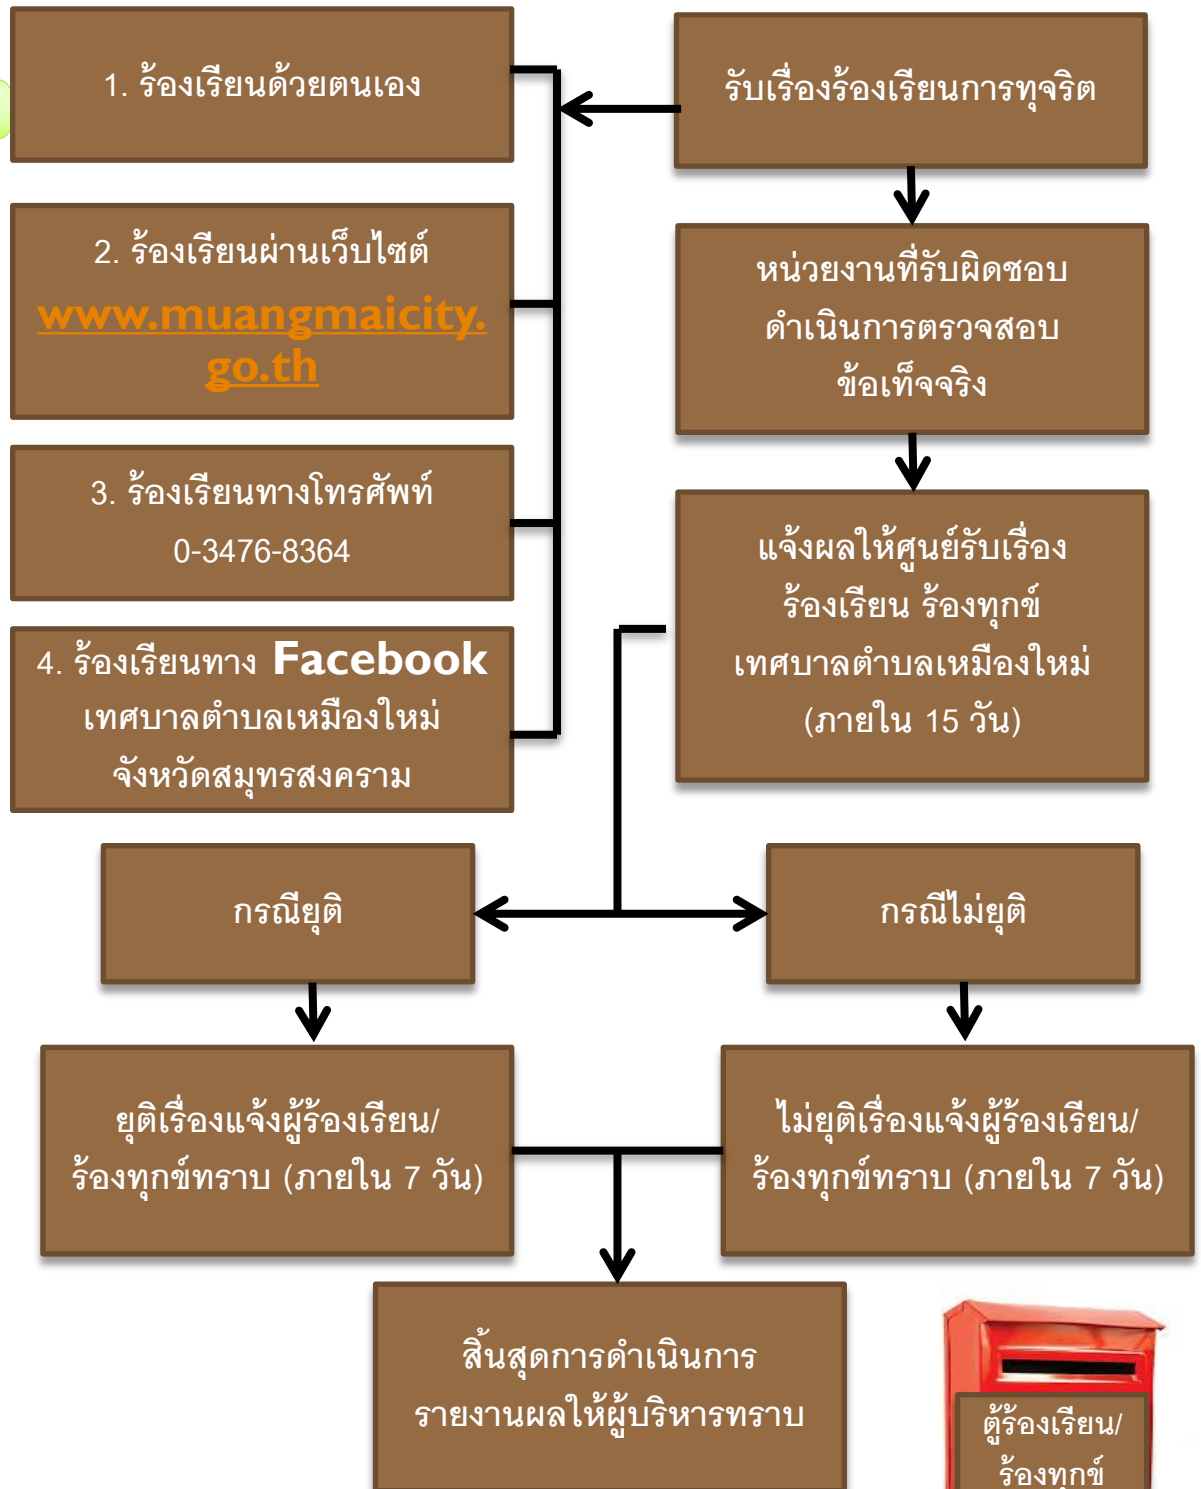 1. ร้องเรียนด้วยตนเอง
รับเรื่องร้องเรียนการทุจริต
2. ร้องเรียนผ่านเว็บไซต์
www.muangmaicity.
go.th
หน่วยงานที่รับผิดชอบ
ดำเนินการตรวจสอบ
ข้อเท็จจริง
3. ร้องเรียนทางโทรศัพท์
0-3476-8364
แจ้งผลให้ศูนย์รับเรื่อง
ร้องเรียน ร้องทุกข์
เทศบาลตำบลเหมืองใหม่
(ภายใน 15 วัน)
4. ร้องเรียนทาง Facebook
เทศบาลตำบลเหมืองใหม่
จังหวัดสมุทรสงคราม
กรณียุติ
กรณีไม่ยุติ
ยุติเรื่องแจ้งผู้ร้องเรียน/
ร้องทุกข์ทราบ (ภายใน 7 วัน)
ไม่ยุติเรื่องแจ้งผู้ร้องเรียน/
ร้องทุกข์ทราบ (ภายใน 7 วัน)
สิ้นสุดการดำเนินการ
รายงานผลให้ผู้บริหารทราบ
ตู้ร้องเรียน/
ร้องทุกข์